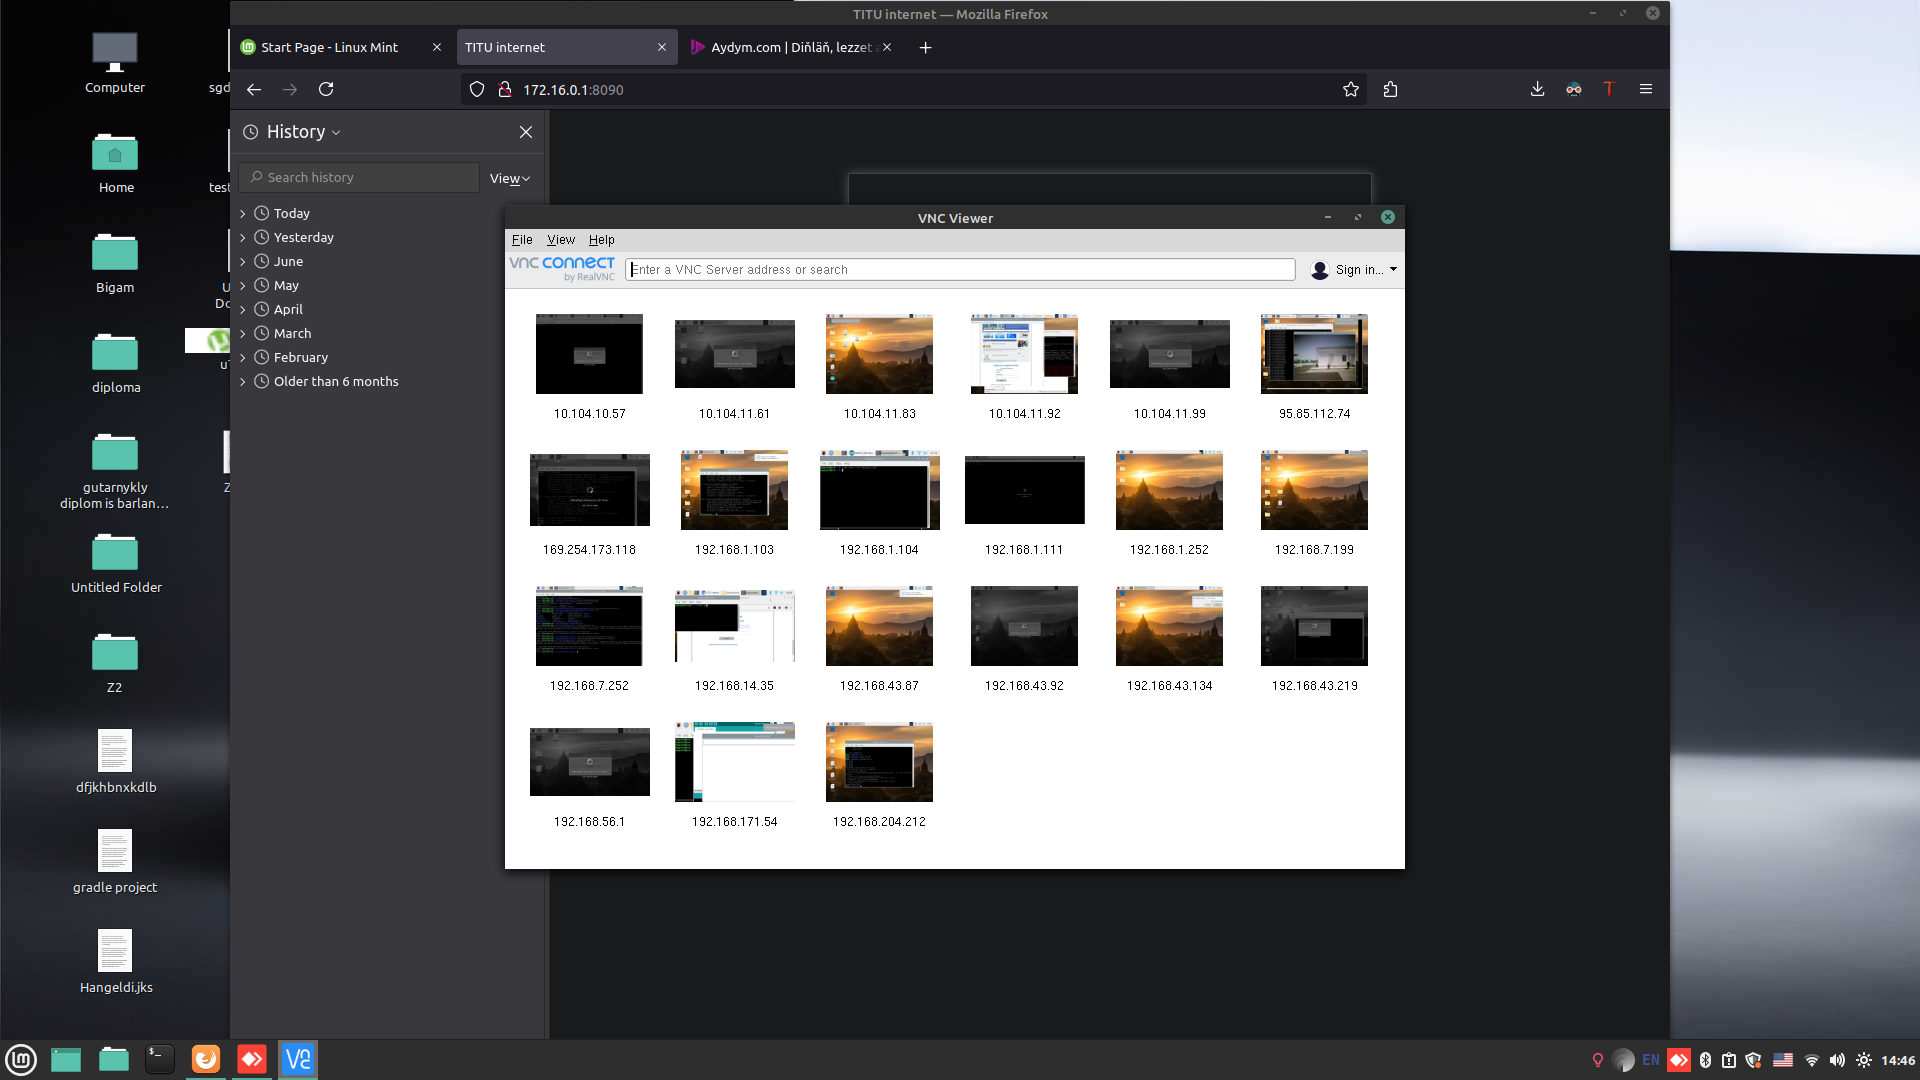 TITU internet — Mozilla Firefox
Start Page - Linux Mint
TITU internet
Aydym.com | Diňläň, lezzet
172.16.0.1:8090
History
Search history
View
Today
Yesterday
June
May
April
March
February
Older than 6 months
Computer
sgd
Home
test
Bigam
U
Do
diploma
gutarnykly
diplom is barlan...
Z
Untitled Folder
Z2
dfjkhbnxkdlb
gradle project
Hangeldi.jks
VNC Viewer
File View Help
vnc connect
by RealVNC
Enter a VNC Server address or search
Sign in...
10.104.10.57
10.104.11.61
10.104.11.83
10.104.11.92
10.104.11.99
95.85.112.74
169.254.173.118
192.168.1.103
192.168.1.104
192.168.1.111
192.168.1.252
192.168.7.199
192.168.7.252
192.168.14.35
192.168.43.87
192.168.43.92
192.168.43.134
192.168.43.219
192.168.56.1
192.168.171.54
192.168.204.212
EN
14:46